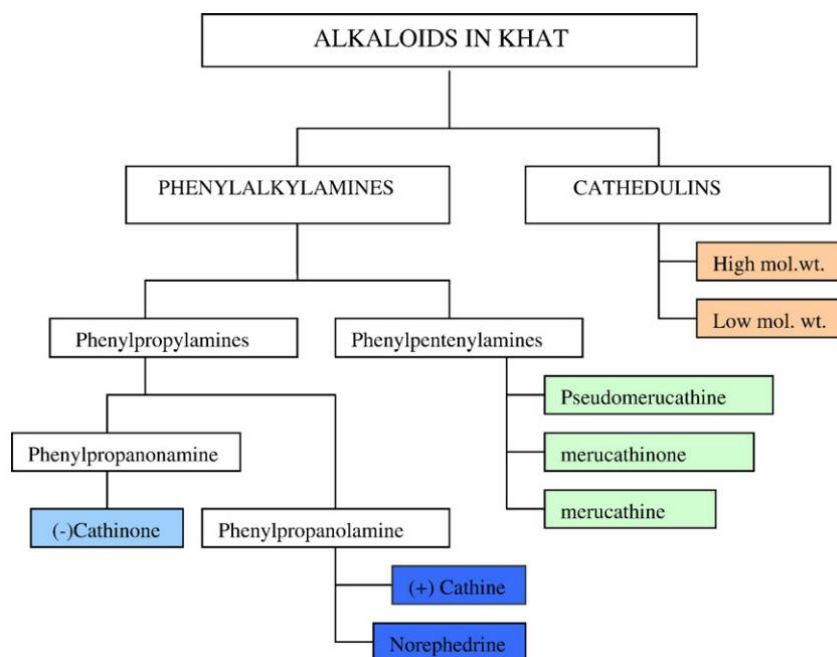 ALKALOIDS IN KHAT
PHENYLALKYLAMINES
CATHEDULINS
High mol.wt.
Low mol. wt.
Phenylpropylamines
Phenylpentenylamines
Pseudomerucathine
merucathinone
merucathine
Phenylpropanonamine
(-)Cathinone
Phenylpropanolamine
(+) Cathine
Norephedrine